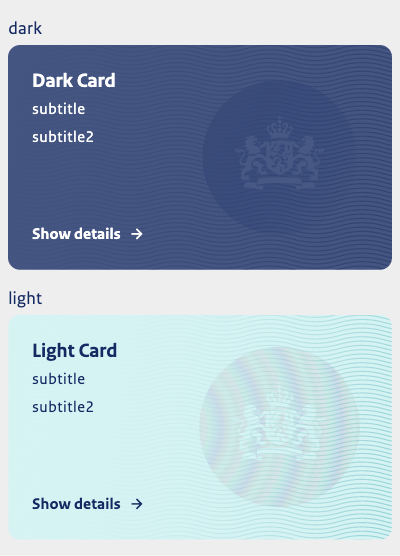 dark
Dark Card
subtitle
subtitle2
Show details →
light
Light Card
subtitle
subtitle2
Show details →